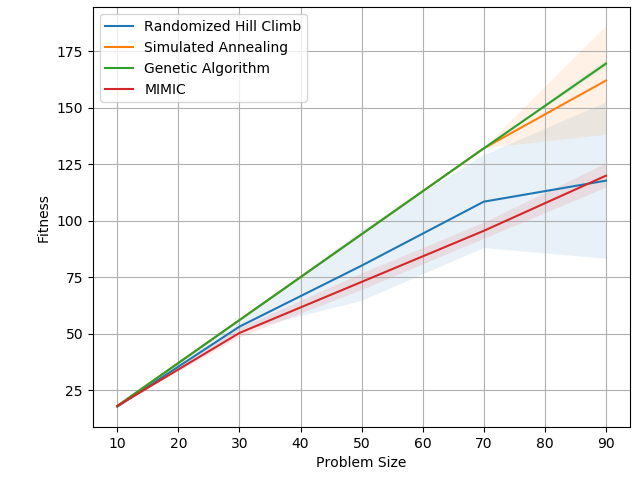 Randomized Hill Climb
Simulated Annealing
Genetic Algorithm
MIMIC
175
150
125
100
75
50
25
Fitness
10 20 30 40 50 60 70 80 90
Problem Size